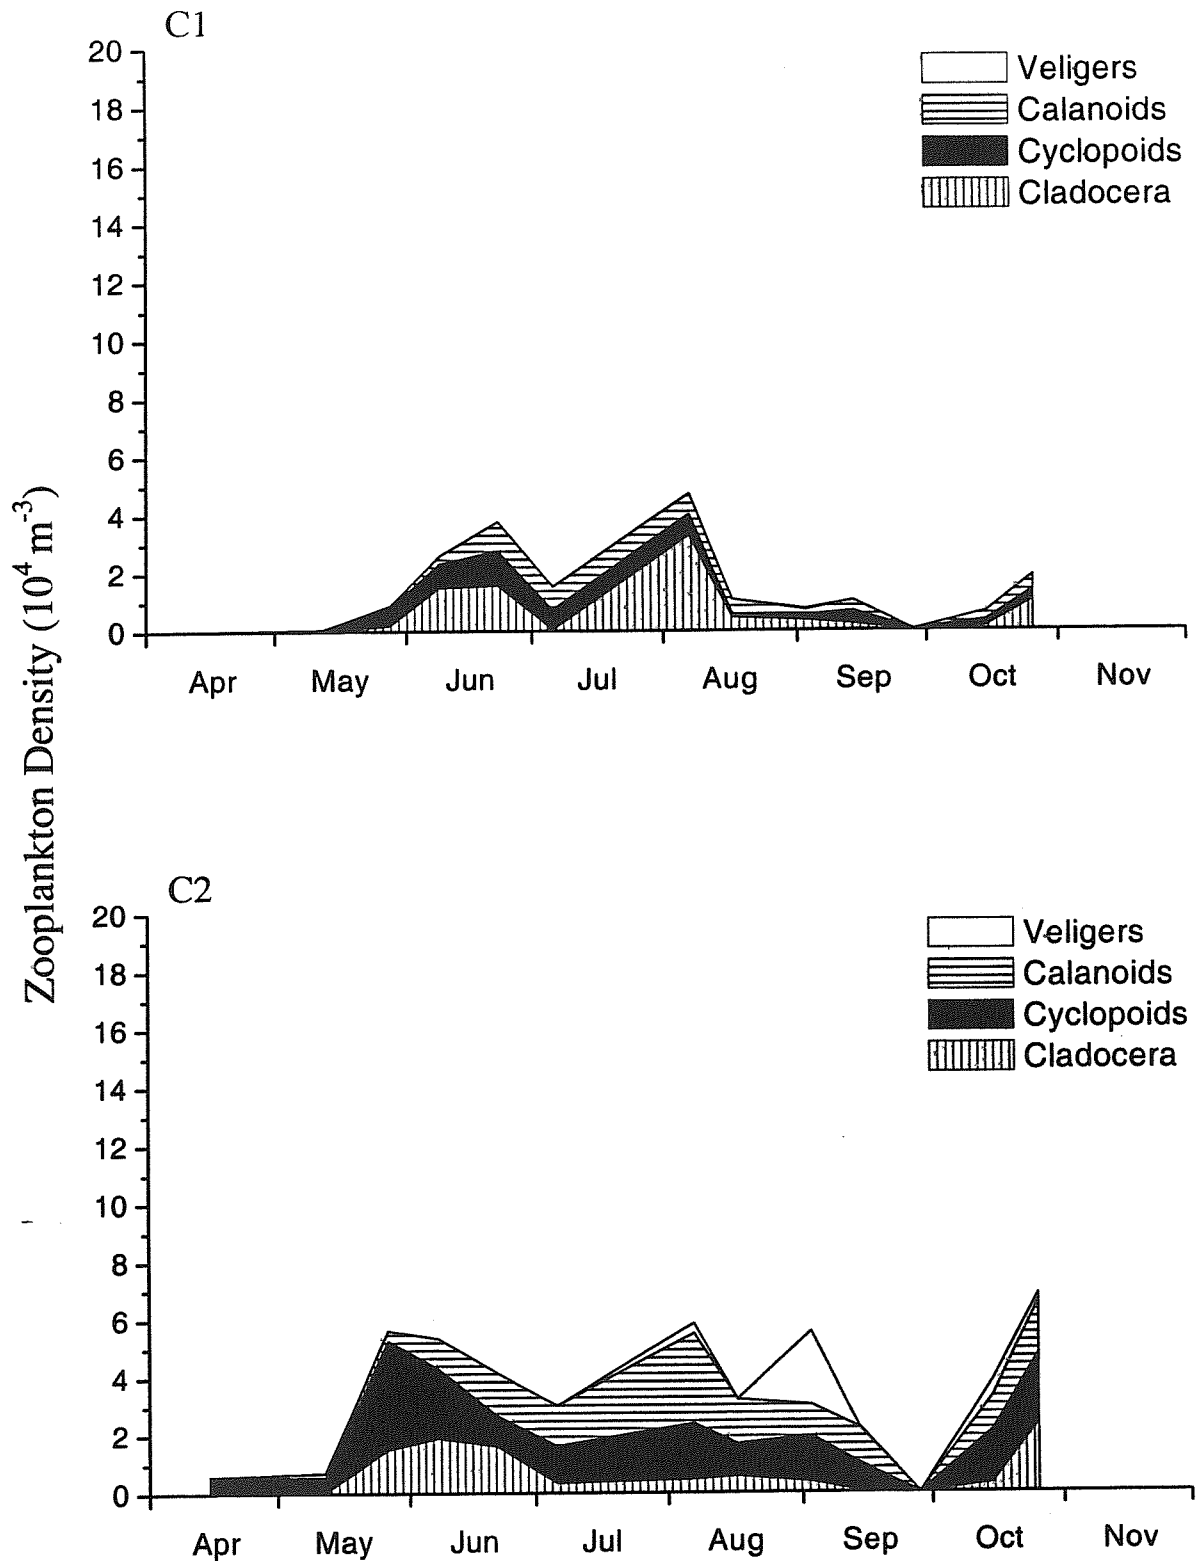 C1
20
18
16
14
12
10
8
6
4
2
0
Veligers
Calanoids
Cyclopoids
Cladocera
Apr May Jun Jul Aug Sep Oct Nov
Zooplankton Density (10⁴ m⁻³)
C2
20
18
16
14
12
10
8
6
4
2
0
Veligers
Calanoids
Cyclopoids
Cladocera
Apr May Jun Jul Aug Sep Oct Nov